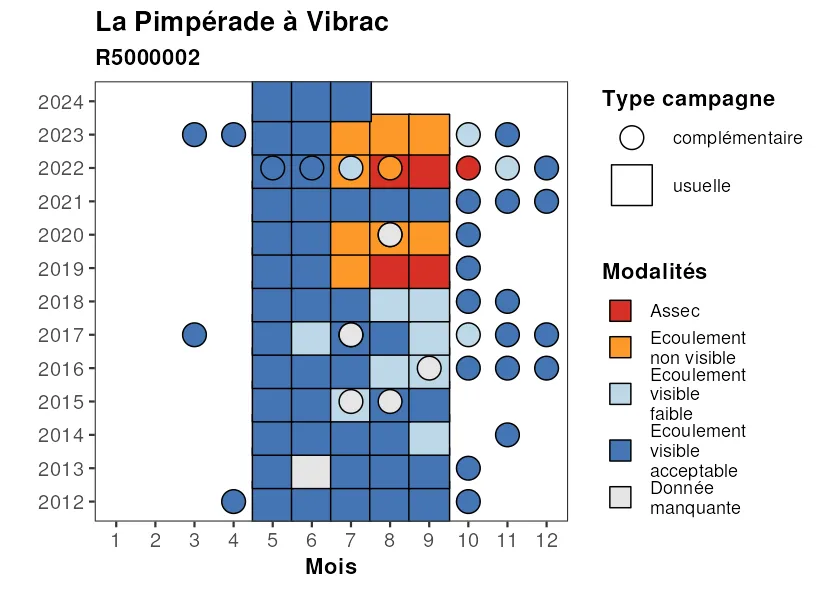 La Pimpérade à Vibrac
R5000002
2024
2023
2022
2021
2020
2019
2018
2017
2016
2015
2014
2013
2012
1 2 3 4 5 6 7 8 9 10 11 12
Mois
Type campagne
complémentaire
usuelle
Modalités
Assec
Ecoulement
non visible
Ecoulement
visible
faible
Ecoulement
visible
acceptable
Donnée
manquante